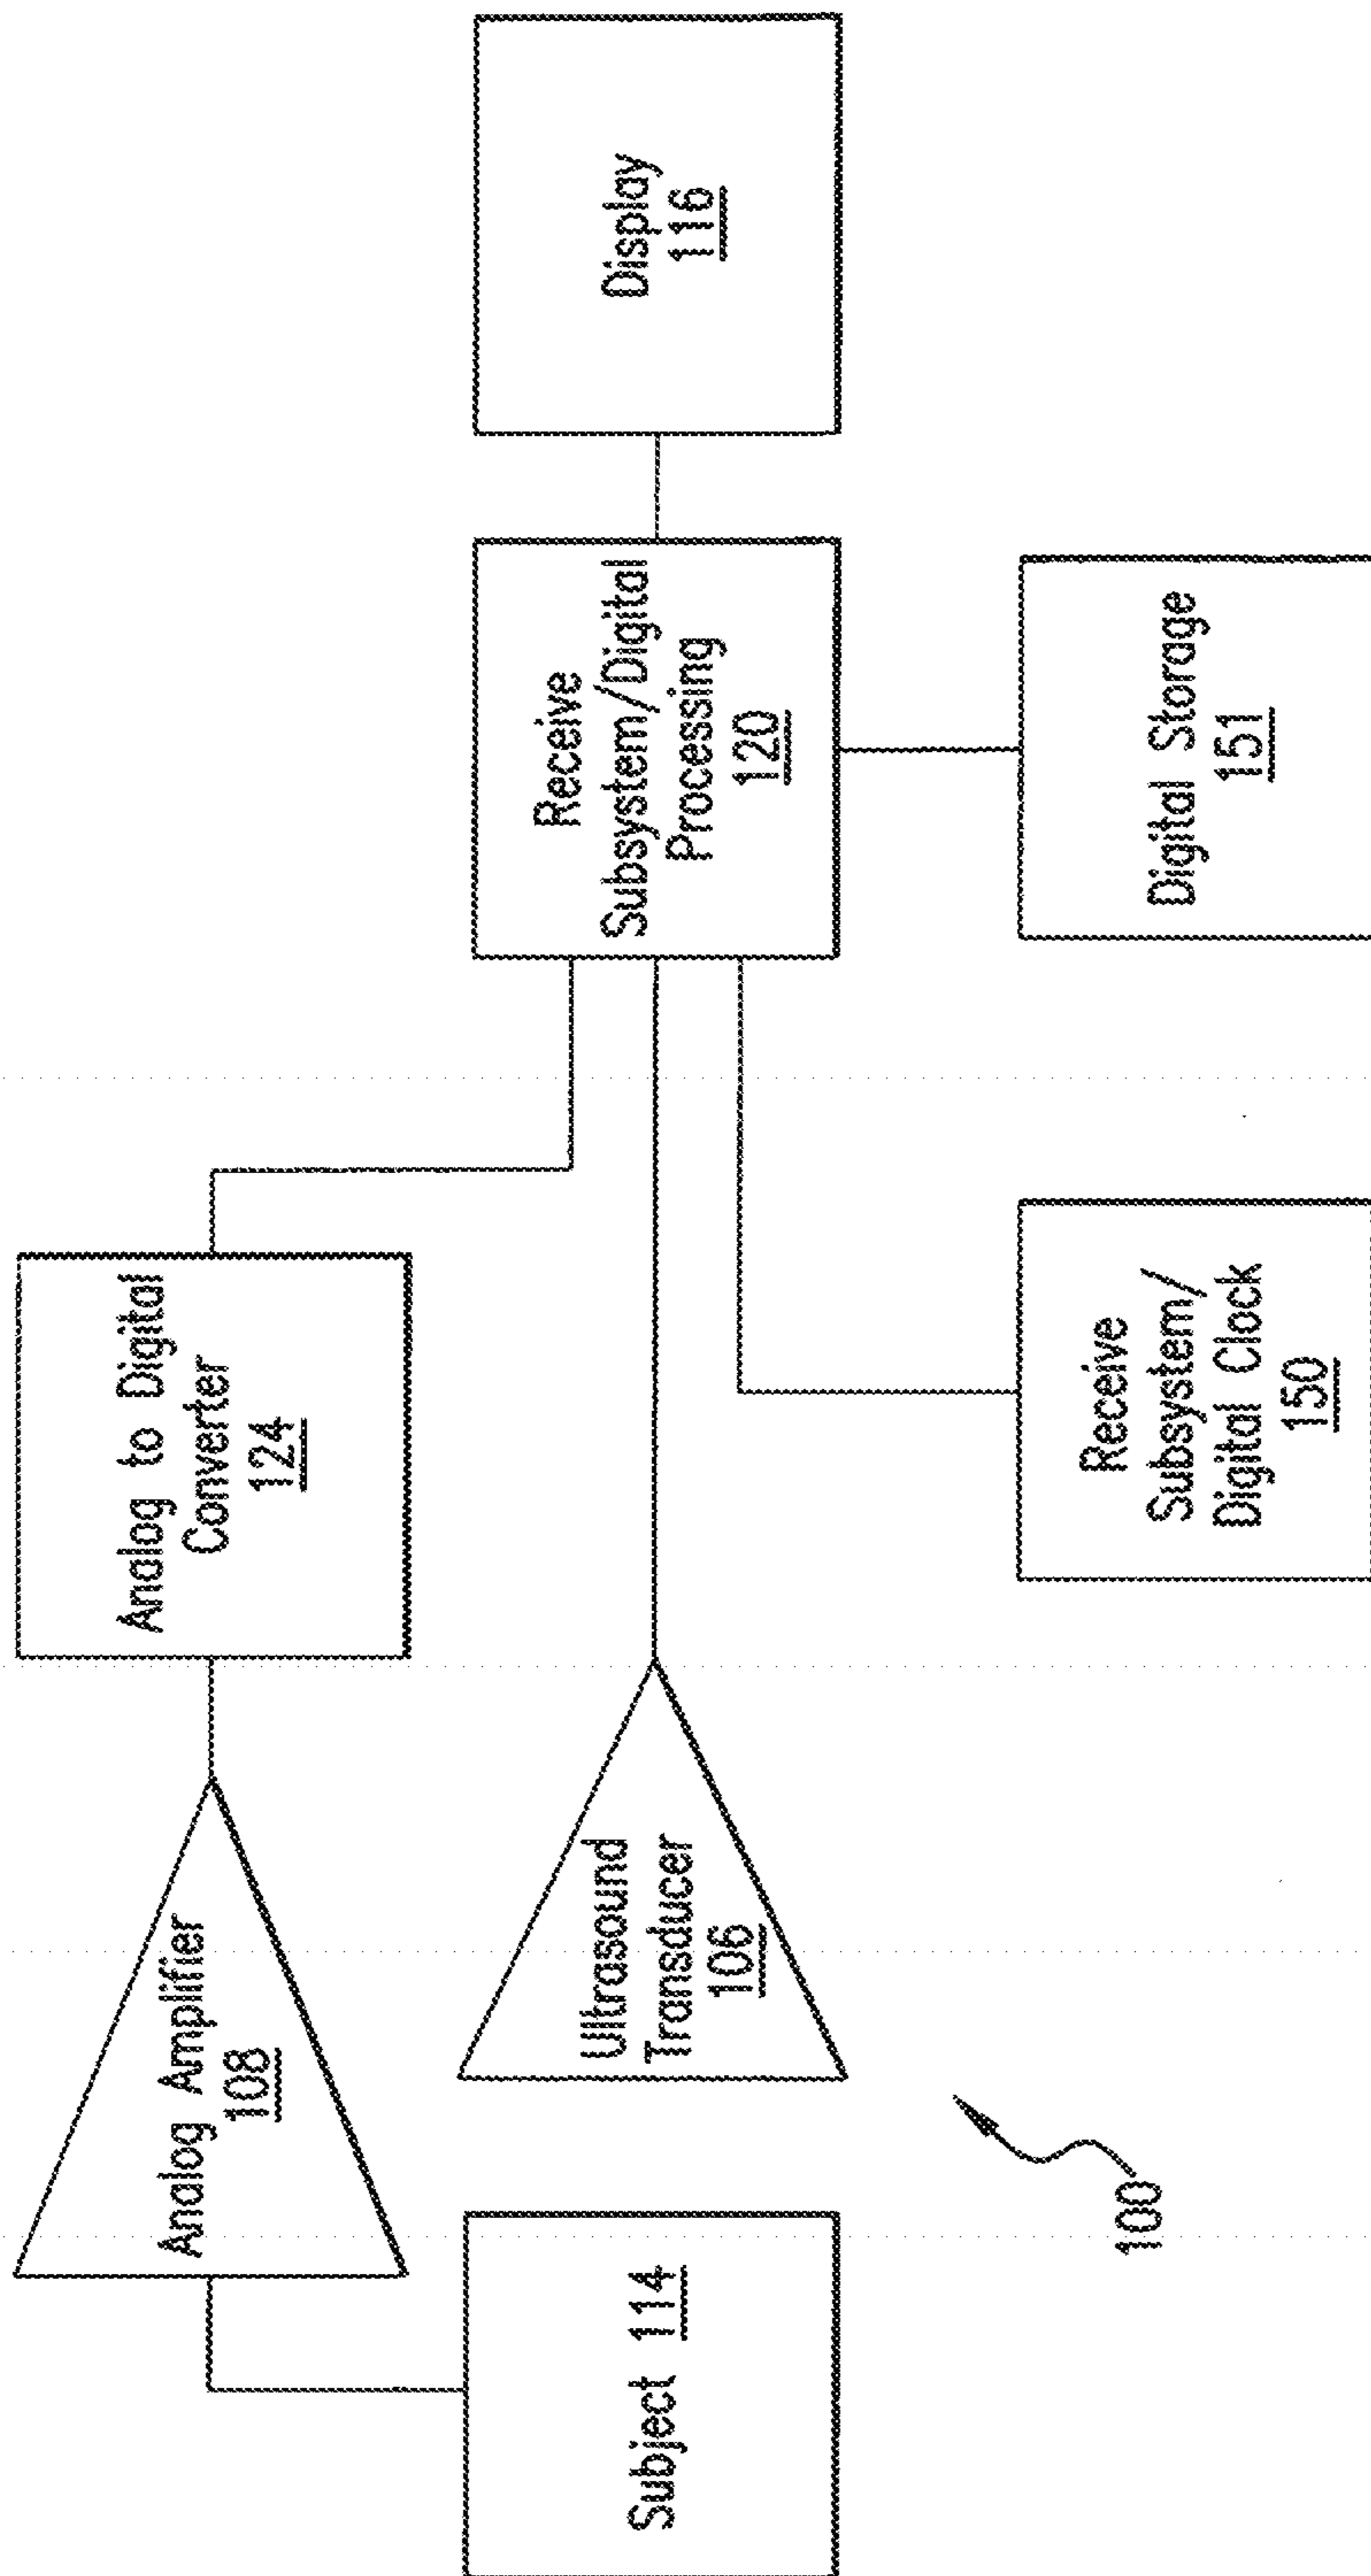 Analog Amplifier
108
Analog to Digital
Converter
124
Subject 114
Ultrasound
Transducer
106
Receive
Subsystem/Digital
Processing
120
Display
116
100
Receive
Subsystem/
Digital Clock
150
Digital Storage
151